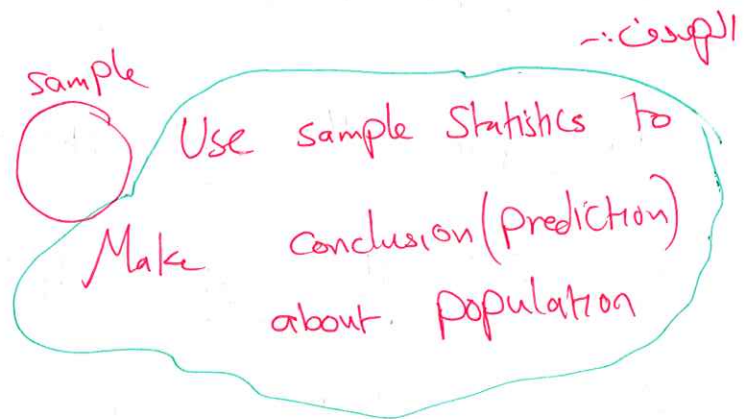 الهدف:-
sample
Use sample Statistics to
Make conclusion (prediction)
about population